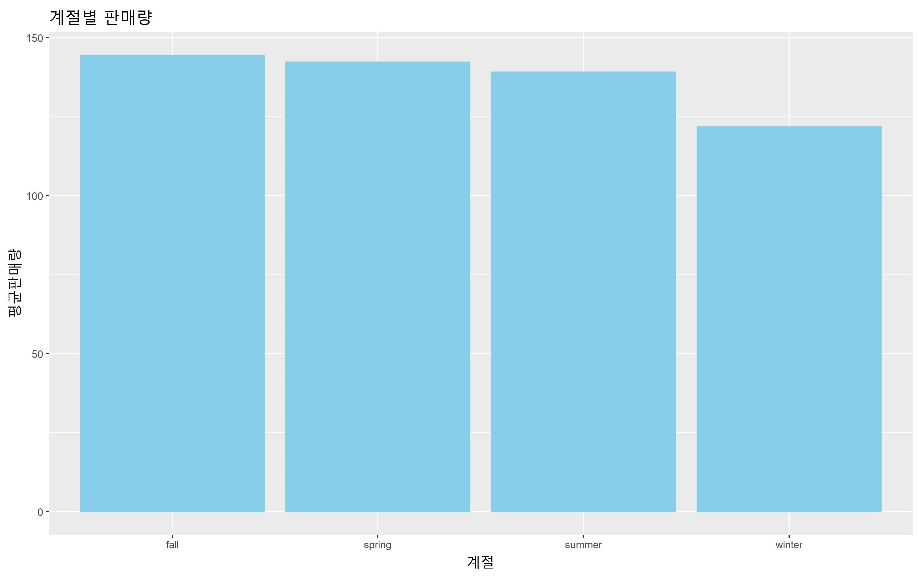 계절별 판매량
평균판매량
150
100
50
0
fall
spring
summer
winter
계절